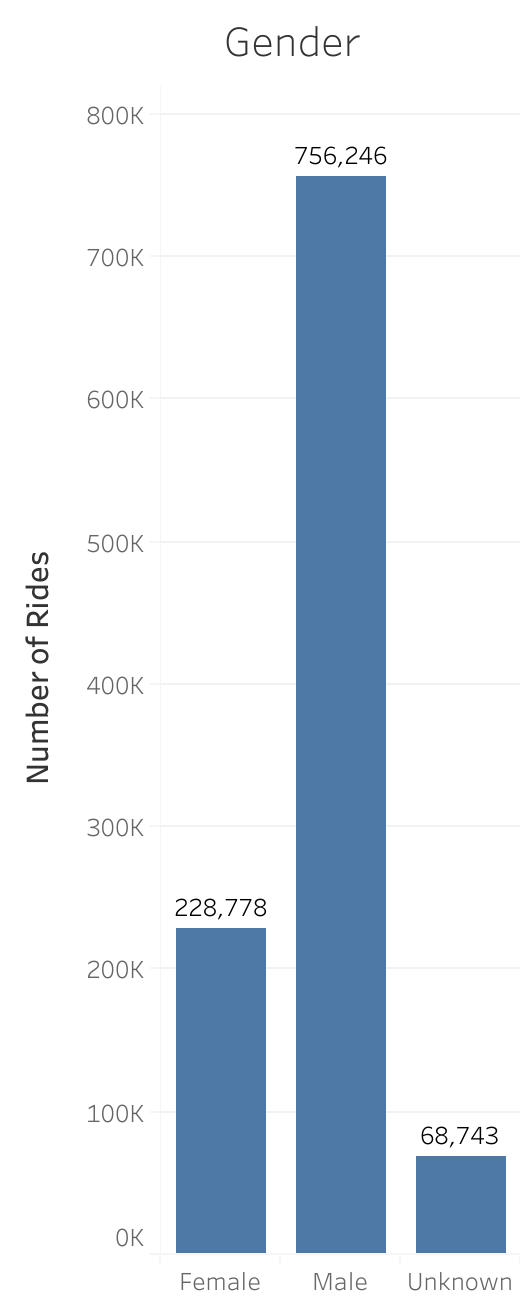 Gender
800K
756,246
700K
600K
500K
Number of Rides
400K
300K
228,778
200K
100K
68,743
0K
Female Male Unknown